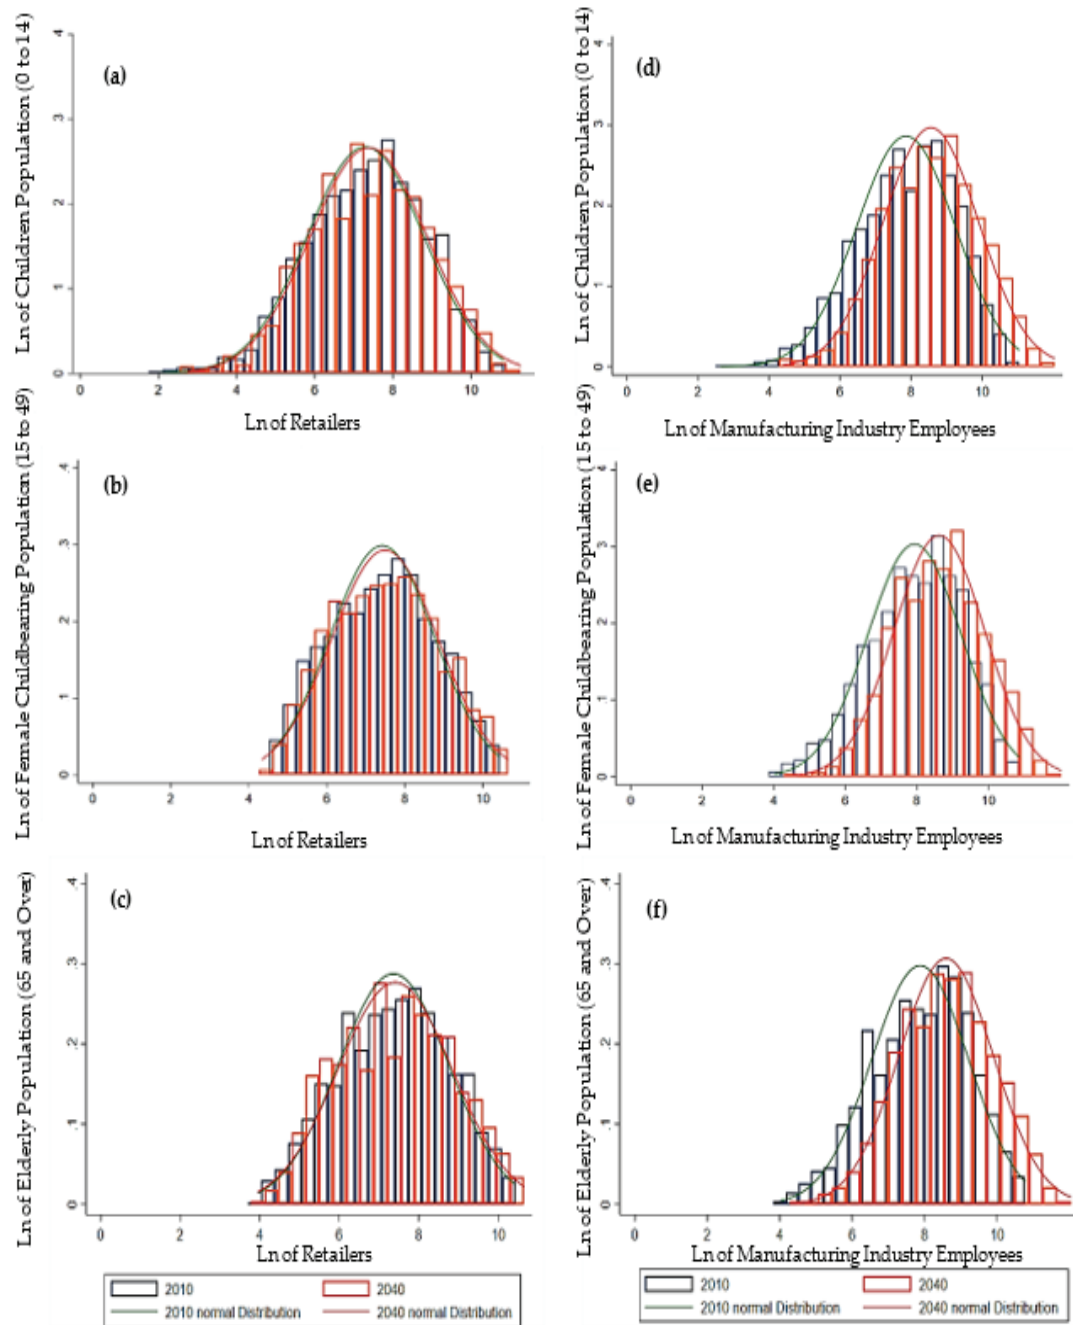 Ln of Children Population (0 to 14)
4
3
2
1
0
(a)
0 2 4 6 8 10
Ln of Retailers
Ln of Children Population (0 to 14)
4
3
2
1
0
(d)
0 2 4 6 8 10
Ln of Manufacturing Industry Employees
Ln of Female Childbearing Population (15 to 49)
.4
.3
.2
.1
0
(b)
0 2 4 6 8 10
Ln of Retailers
Ln of Female Childbearing Population (15 to 49)
4
3
2
1
0
(e)
0 2 4 6 8 10
Ln of Manufacturing Industry Employees
Ln of Elderly Population (65 and Over)
.4
.3
.2
.1
0
(c)
0 2 4 6 8 10
Ln of Retailers
2010 2040
2010 normal Distribution 2040 normal Distribution
Ln of Elderly Population (65 and Over)
.4
.3
.2
.1
0
(f)
0 2 4 6 8 10
Ln of Manufacturing Industry Employees
2010 2040
2010 normal Distribution 2040 normal Distribution